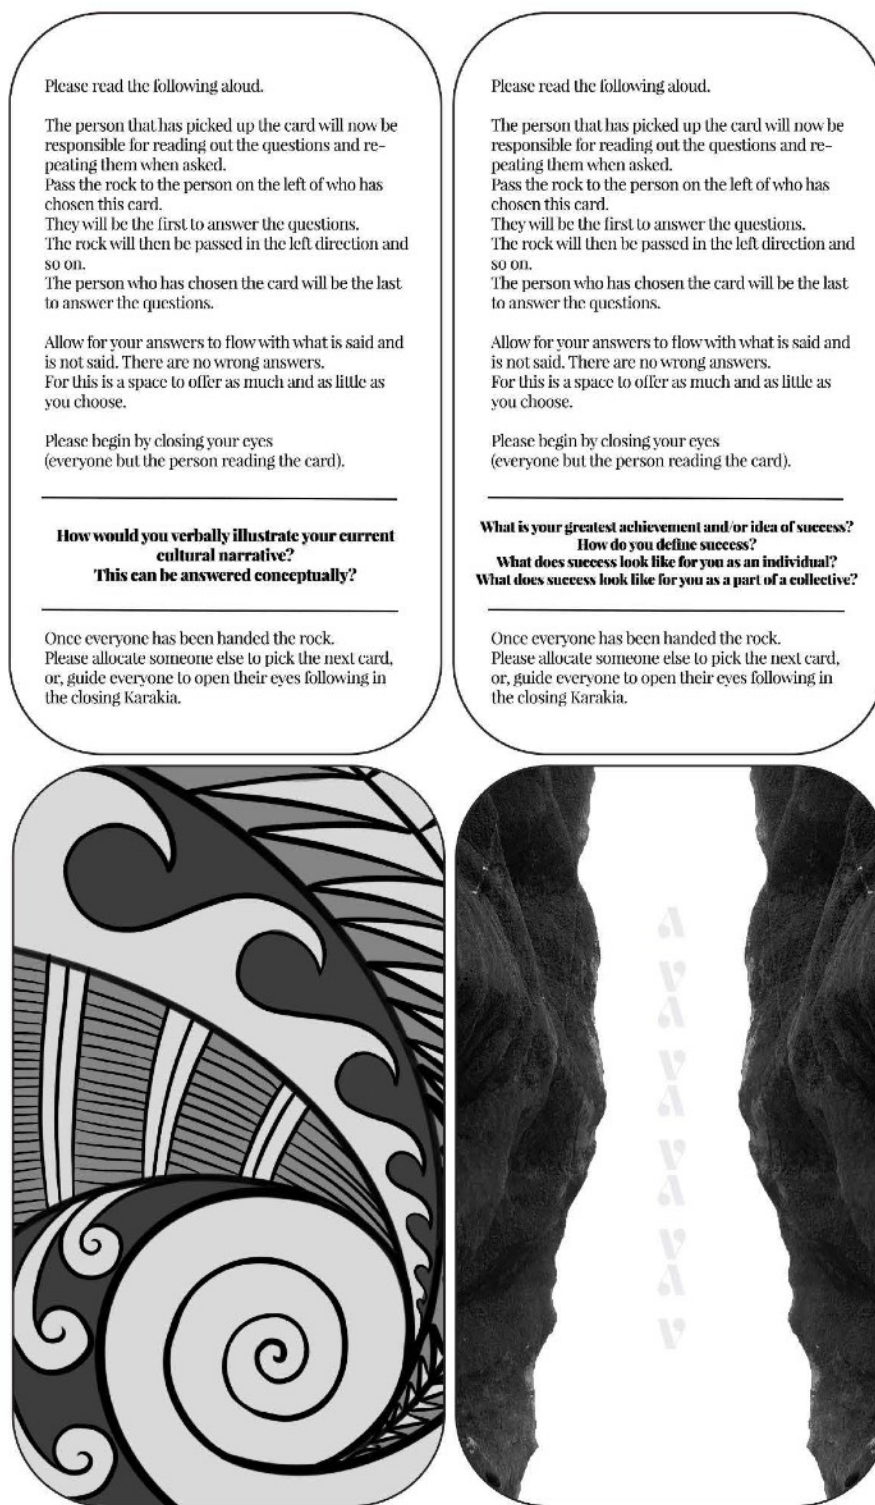 Please read the following aloud.
The person that has picked up the card will now be
responsible for reading out the questions and re-
peating them when asked.
Pass the rock to the person on the left of who has
chosen this card.
They will be the first to answer the questions.
The rock will then be passed in the left direction and
so on.
The person who has chosen the card will be the last
to answer the questions.
Allow for your answers to flow with what is said and
is not said. There are no wrong answers.
For this is a space to offer as much and as little as
you choose.
Please begin by closing your eyes
(everyone but the person reading the card).
How would you verbally illustrate your current
cultural narrative?
This can be answered conceptually?
Once everyone has been handed the rock.
Please allocate someone else to pick the next card,
or, guide everyone to open their eyes following in
the closing Karakia.
Please read the following aloud.
The person that has picked up the card will now be
responsible for reading out the questions and re-
peating them when asked.
Pass the rock to the person on the left of who has
chosen this card.
They will be the first to answer the questions.
The rock will then be passed in the left direction and
so on.
The person who has chosen the card will be the last
to answer the questions.
Allow for your answers to flow with what is said and
is not said. There are no wrong answers.
For this is a space to offer as much and as little as
you choose.
Please begin by closing your eyes
(everyone but the person reading the card).
What is your greatest achievement and/or idea of success?
How do you define success?
What does success look like for you as an individual?
What does success look like for you as a part of a collective?
Once everyone has been handed the rock.
Please allocate someone else to pick the next card,
or, guide everyone to open their eyes following in
the closing Karakia.
A
v
A
v
A
v
A
v
A
v